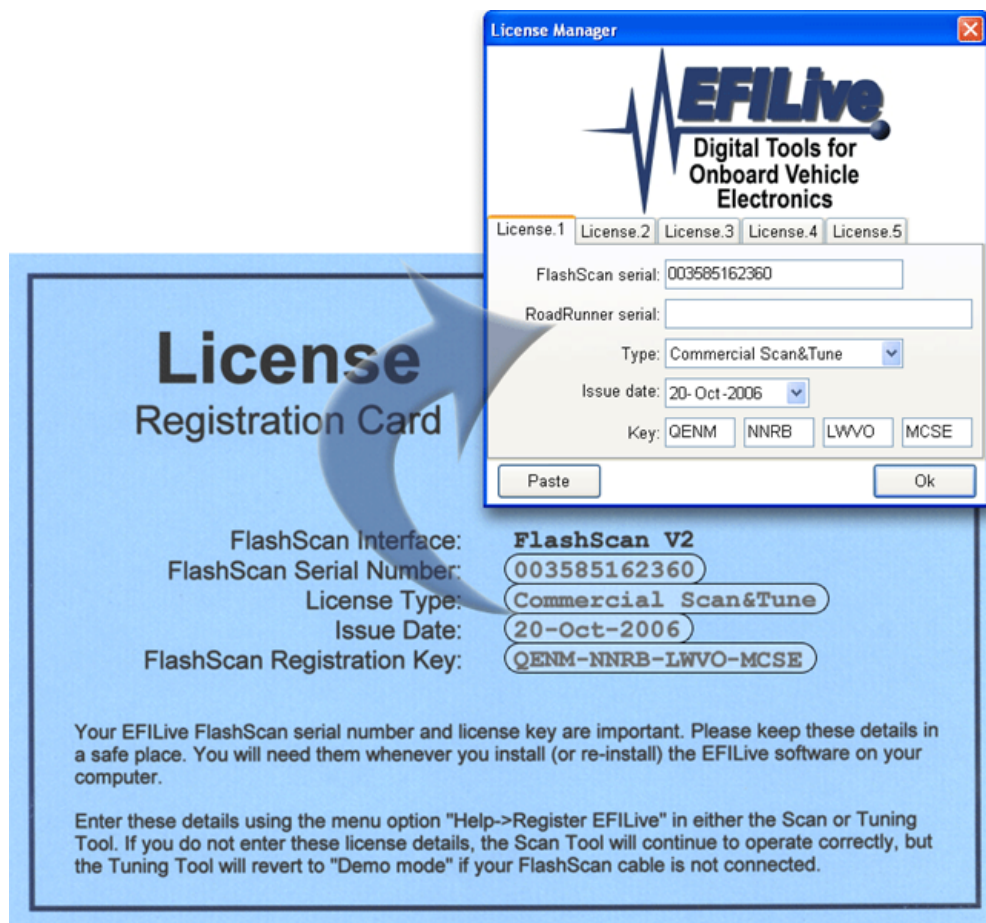 License Manager
EFILive
Digital Tools for
Onboard Vehicle
Electronics
License.1 License.2 License.3 License.4 License.5
FlashScan serial: 003585162360
RoadRunner serial:
Type: Commercial Scan&Tune
Issue date: 20-Oct-2006
Key: QENM NNRB LWVO MCSE
Paste Ok
License
Registration Card
FlashScan Interface: FlashScan V2
FlashScan Serial Number: 003585162360
License Type: Commercial Scan&Tune
Issue Date: 20-Oct-2006
FlashScan Registration Key: QENM-NNRB-LWVO-MCSE
Your EFILive FlashScan serial number and license key are important. Please keep these details in
a safe place. You will need them whenever you install (or re-install) the EFILive software on your
computer.
Enter these details using the menu option "Help->Register EFILive" in either the Scan or Tuning
Tool. If you do not enter these license details, the Scan Tool will continue to operate correctly, but
the Tuning Tool will revert to "Demo mode" if your FlashScan cable is not connected.